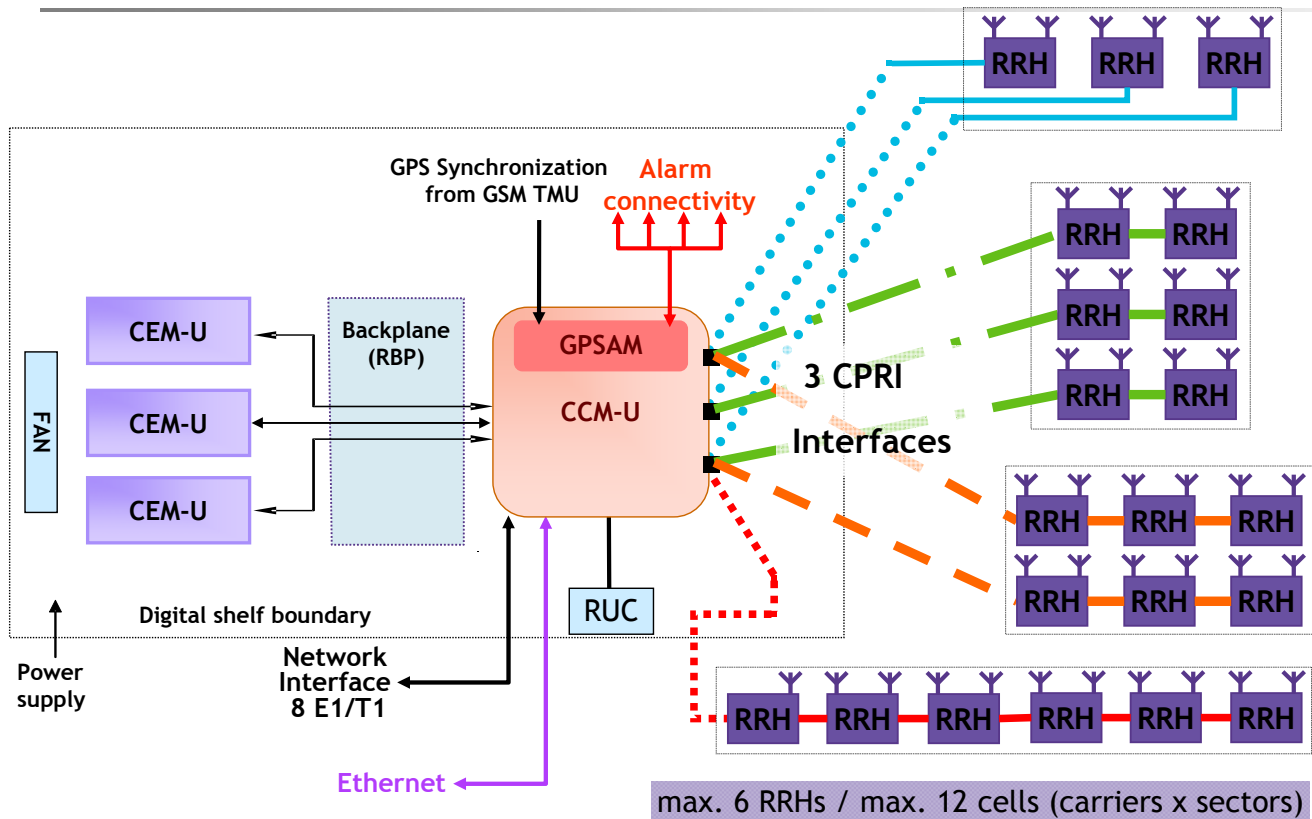 RRH RRH RRH
GPS Synchronization
from GSM TMU
Alarm
connectivity
RRH RRH
RRH RRH
RRH RRH
CEM-U
CEM-U
CEM-U
FAN
Backplane
(RBP)
GPSAM
CCM-U
3 CPRI
Interfaces
RRH RRH RRH
RRH RRH RRH
Digital shelf boundary
RUC
Power
supply
Network
Interface
8 E1/T1
Ethernet
RRH RRH RRH RRH RRH RRH
max. 6 RRHs / max. 12 cells (carriers x sectors)